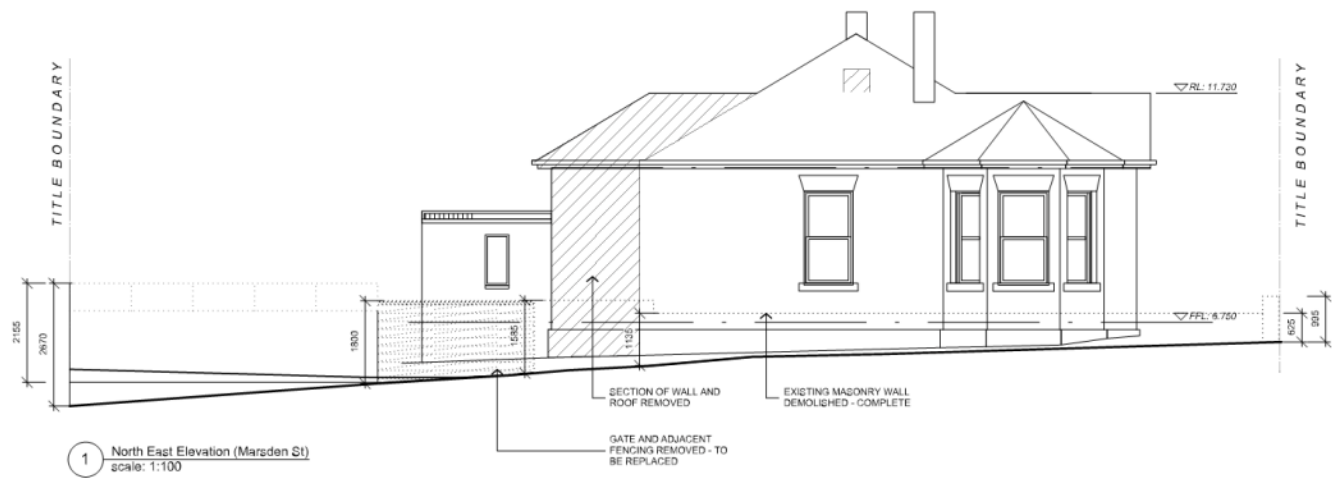 TITLE BOUNDARY
TITLE BOUNDARY
RL: 11.730
FFL: 6.750
2155
2670
1800
1585
1135
625
995
SECTION OF WALL AND
ROOF REMOVED
EXISTING MASONRY WALL
DEMOLISHED - COMPLETE
GATE AND ADJACENT
FENCING REMOVED - TO
BE REPLACED
1
North East Elevation (Marsden St)
scale: 1:100